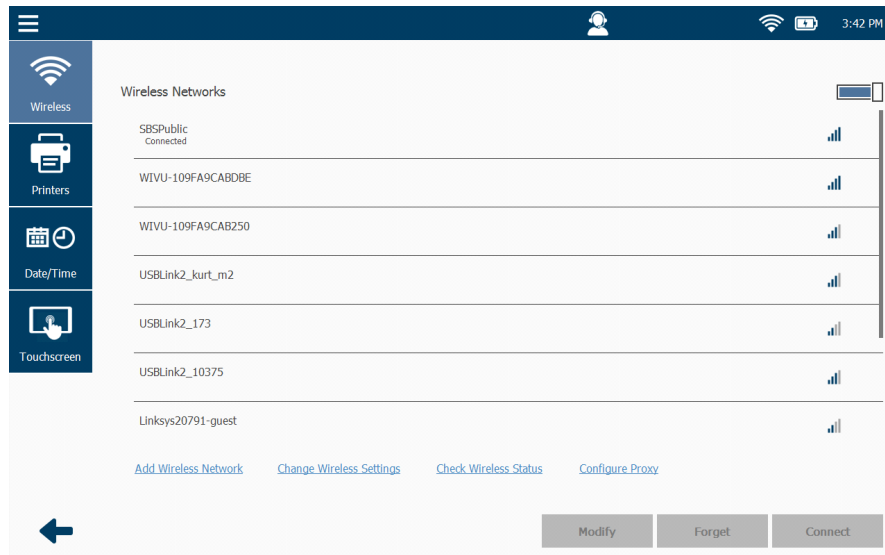 3:42 PM
Wireless
Wireless Networks
SBSPublic
Connected
WIVU-109FA9CABDBE
Printers
WIVU-109FA9CAB250
Date/Time
USBLink2_kurt_m2
USBLink2_173
Touchscreen
USBLink2_10375
Linksys20791-guest
Add Wireless Network Change Wireless Settings Check Wireless Status Configure Proxy
Modify Forget Connect